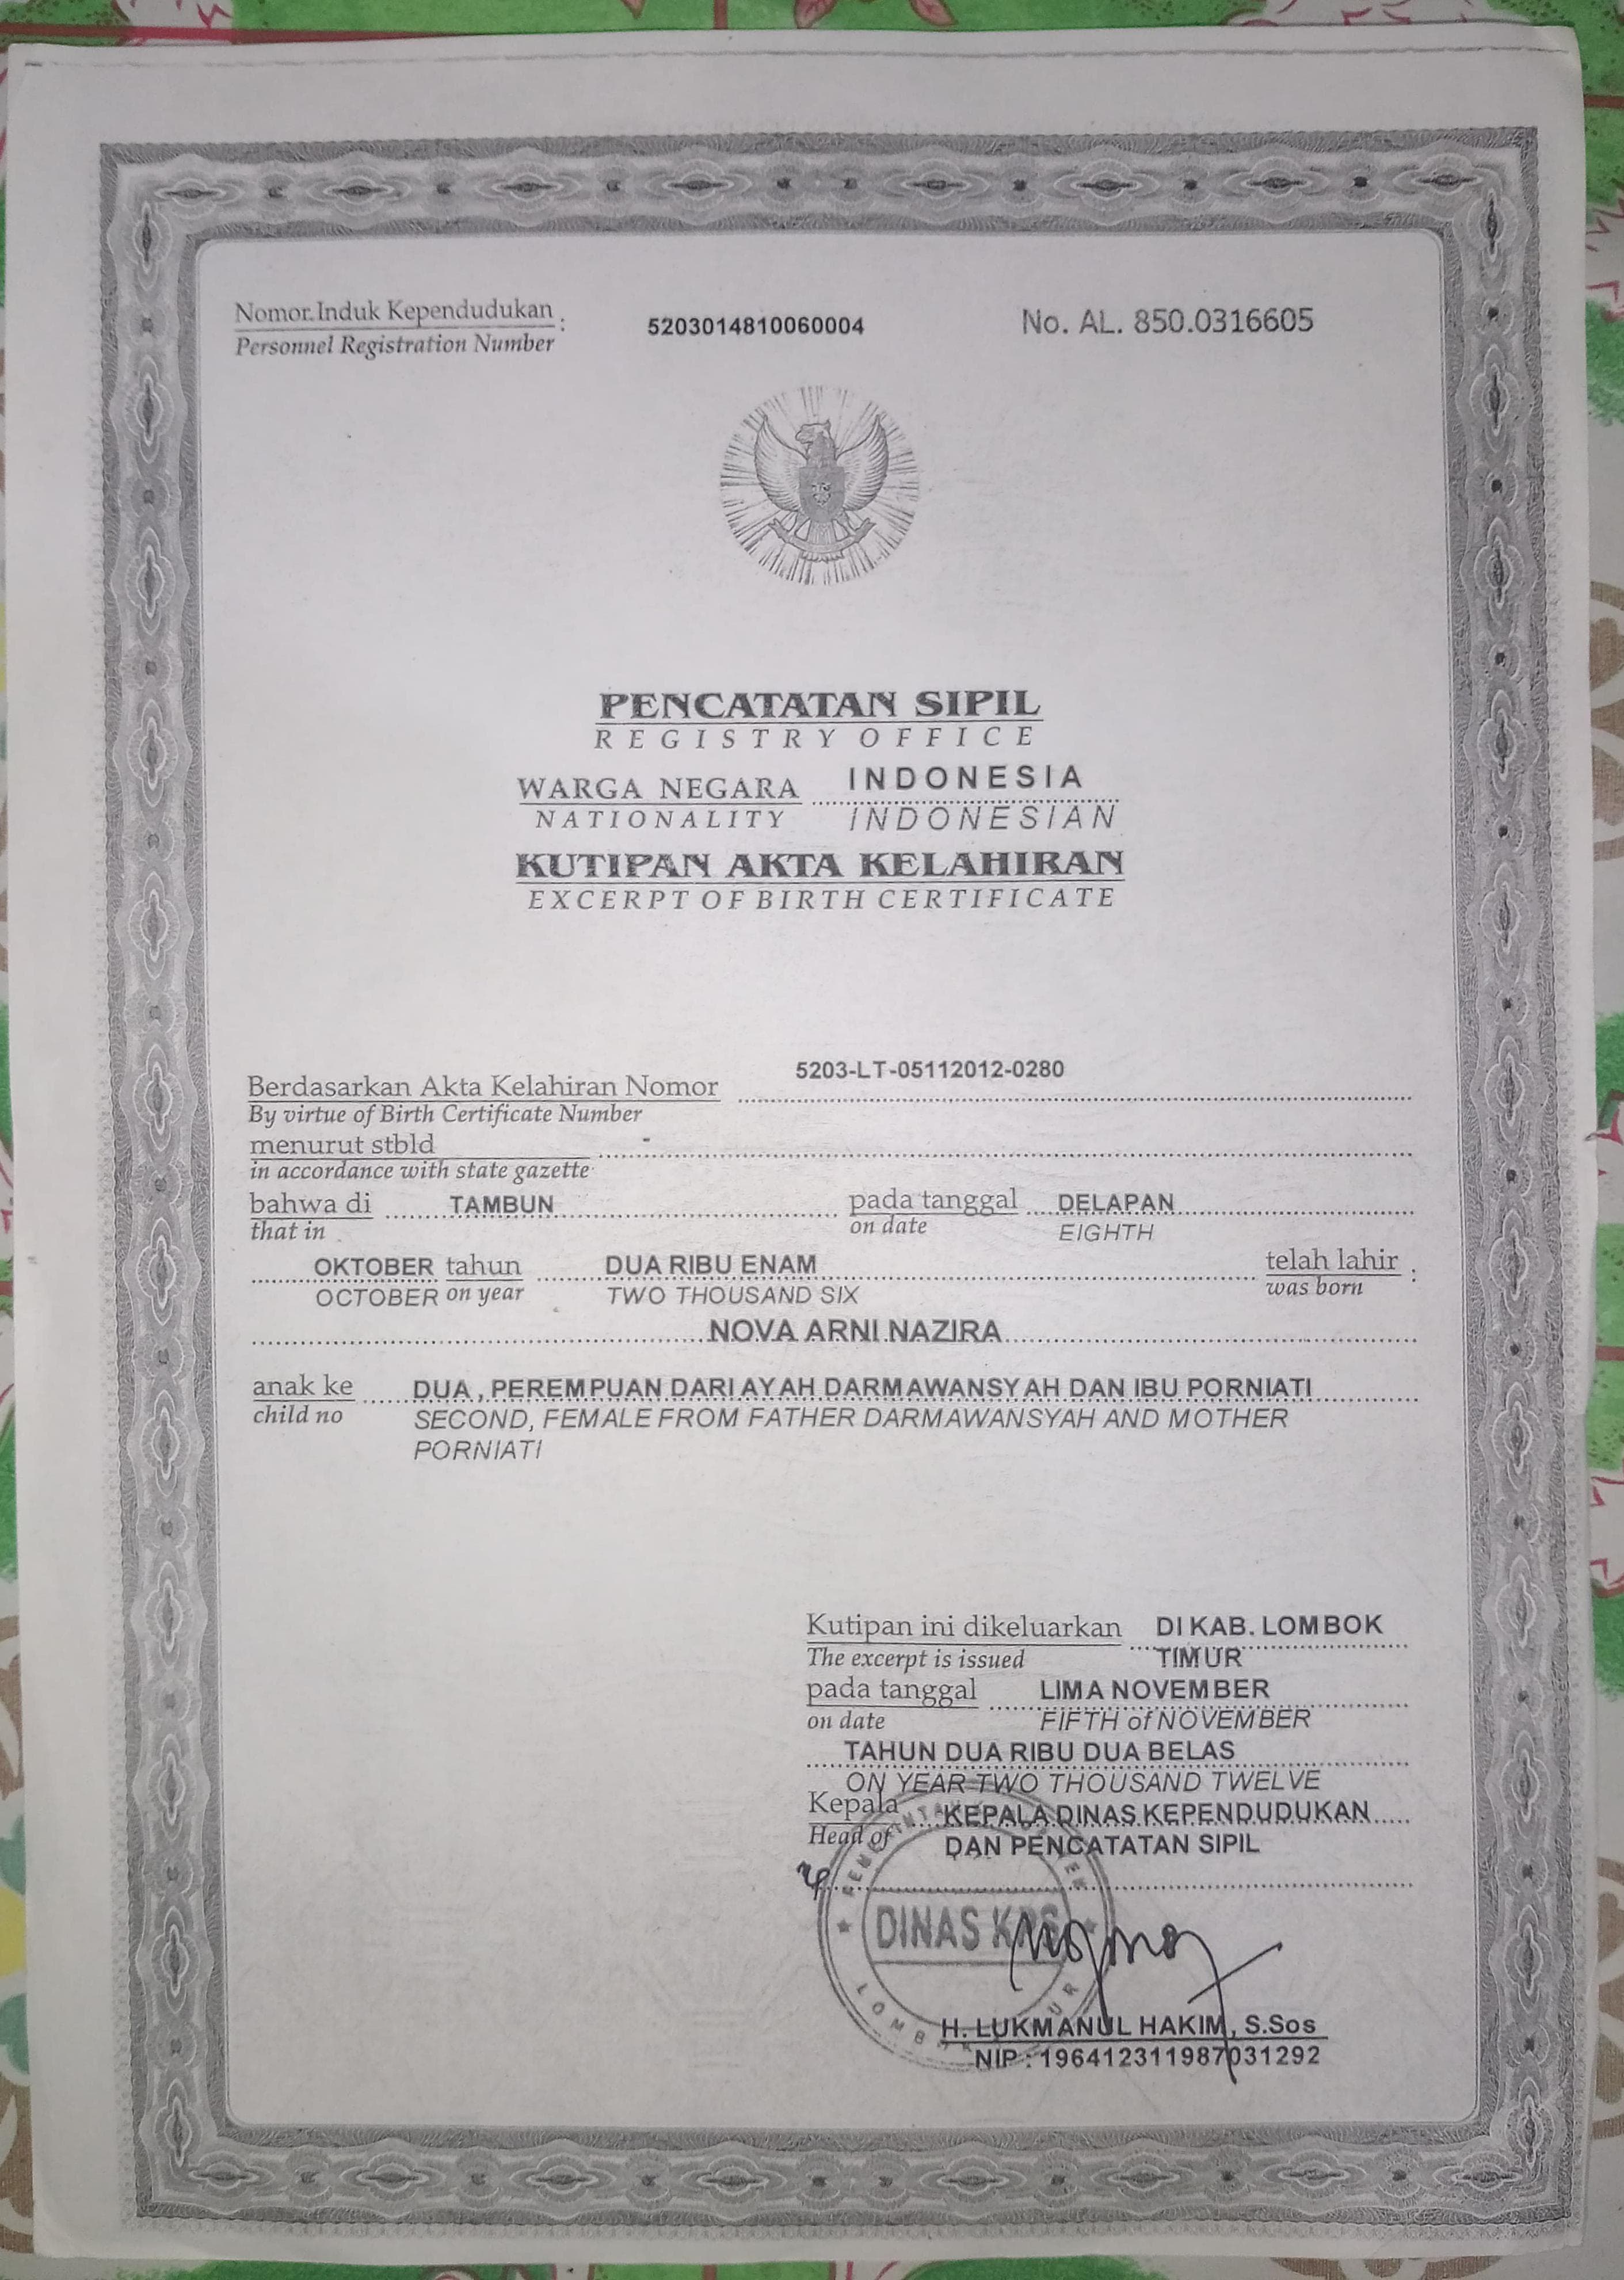 Nomor Induk Kependudukan : 5203014810060004 No. AL. 850.0316605
Personnel Registration Number
PENCATATAN SIPIL
REGISTRY OFFICE
WARGA NEGARA INDONESIA
NATIONALITY INDONESIAN
KUTIPAN AKTA KELAHIRAN
EXCERPT OF BIRTH CERTIFICATE
Berdasarkan Akta Kelahiran Nomor 5203-LT-05112012-0280
By virtue of Birth Certificate Number
menurut stbld -
in accordance with state gazette
bahwa di TAMBUN pada tanggal DELAPAN
that in on date EIGHTH
OKTOBER tahun DUA RIBU ENAM telah lahir :
OCTOBER on year TWO THOUSAND SIX was born
NOVA ARNI NAZIRA
anak ke DUA , PEREMPUAN DARI AYAH DARMAWANSYAH DAN IBU PORNIATI
child no SECOND, FEMALE FROM FATHER DARMAWANSYAH AND MOTHER
PORNIATI
Kutipan ini dikeluarkan DI KAB. LOMBOK
The excerpt is issued TIMUR
pada tanggal LIMA NOVEMBER
on date FIFTH of NOVEMBER
TAHUN DUA RIBU DUA BELAS
ON YEAR TWO THOUSAND TWELVE
Kepala KEPALA DINAS KEPENDUDUKAN
Head of DAN PENCATATAN SIPIL
DINAS KPS
H. LUKMANUL HAKIM, S.Sos
NIP : 196412311987031292